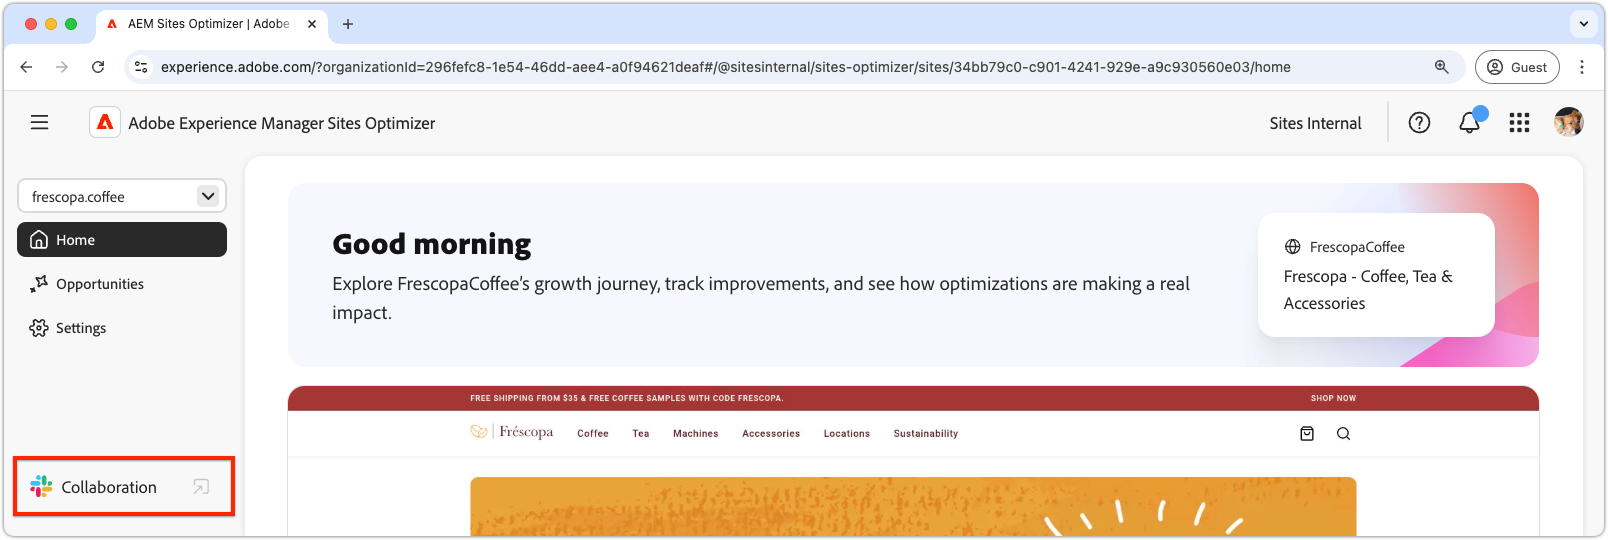 AEM Sites Optimizer | Adobe
experience.adobe.com/?organizationId=296fefc8-1e54-46dd-aee4-a0f94621deaf#/@sitesinternal/sites-optimizer/sites/34bb79c0-c901-4241-929e-a9c930560e03/home
Guest
Adobe Experience Manager Sites Optimizer
Sites Internal
frescopa.coffee
Home
Opportunities
Settings
Collaboration
Good morning
Explore FrescopaCoffee's growth journey, track improvements, and see how optimizations are making a real
impact.
FrescopaCoffee
Frescopa - Coffee, Tea &
Accessories
FREE SHIPPING FROM $35 & FREE COFFEE SAMPLES WITH CODE FRESCOPA.
SHOP NOW
Fréscopa
Coffee Tea Machines Accessories Locations Sustainability